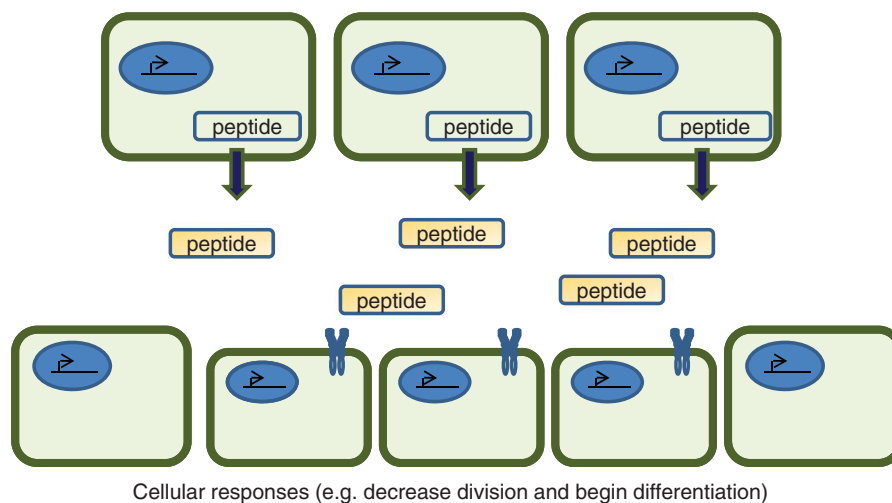 peptide peptide peptide
peptide peptide peptide
peptide peptide
Cellular responses (e.g. decrease division and begin differentiation)